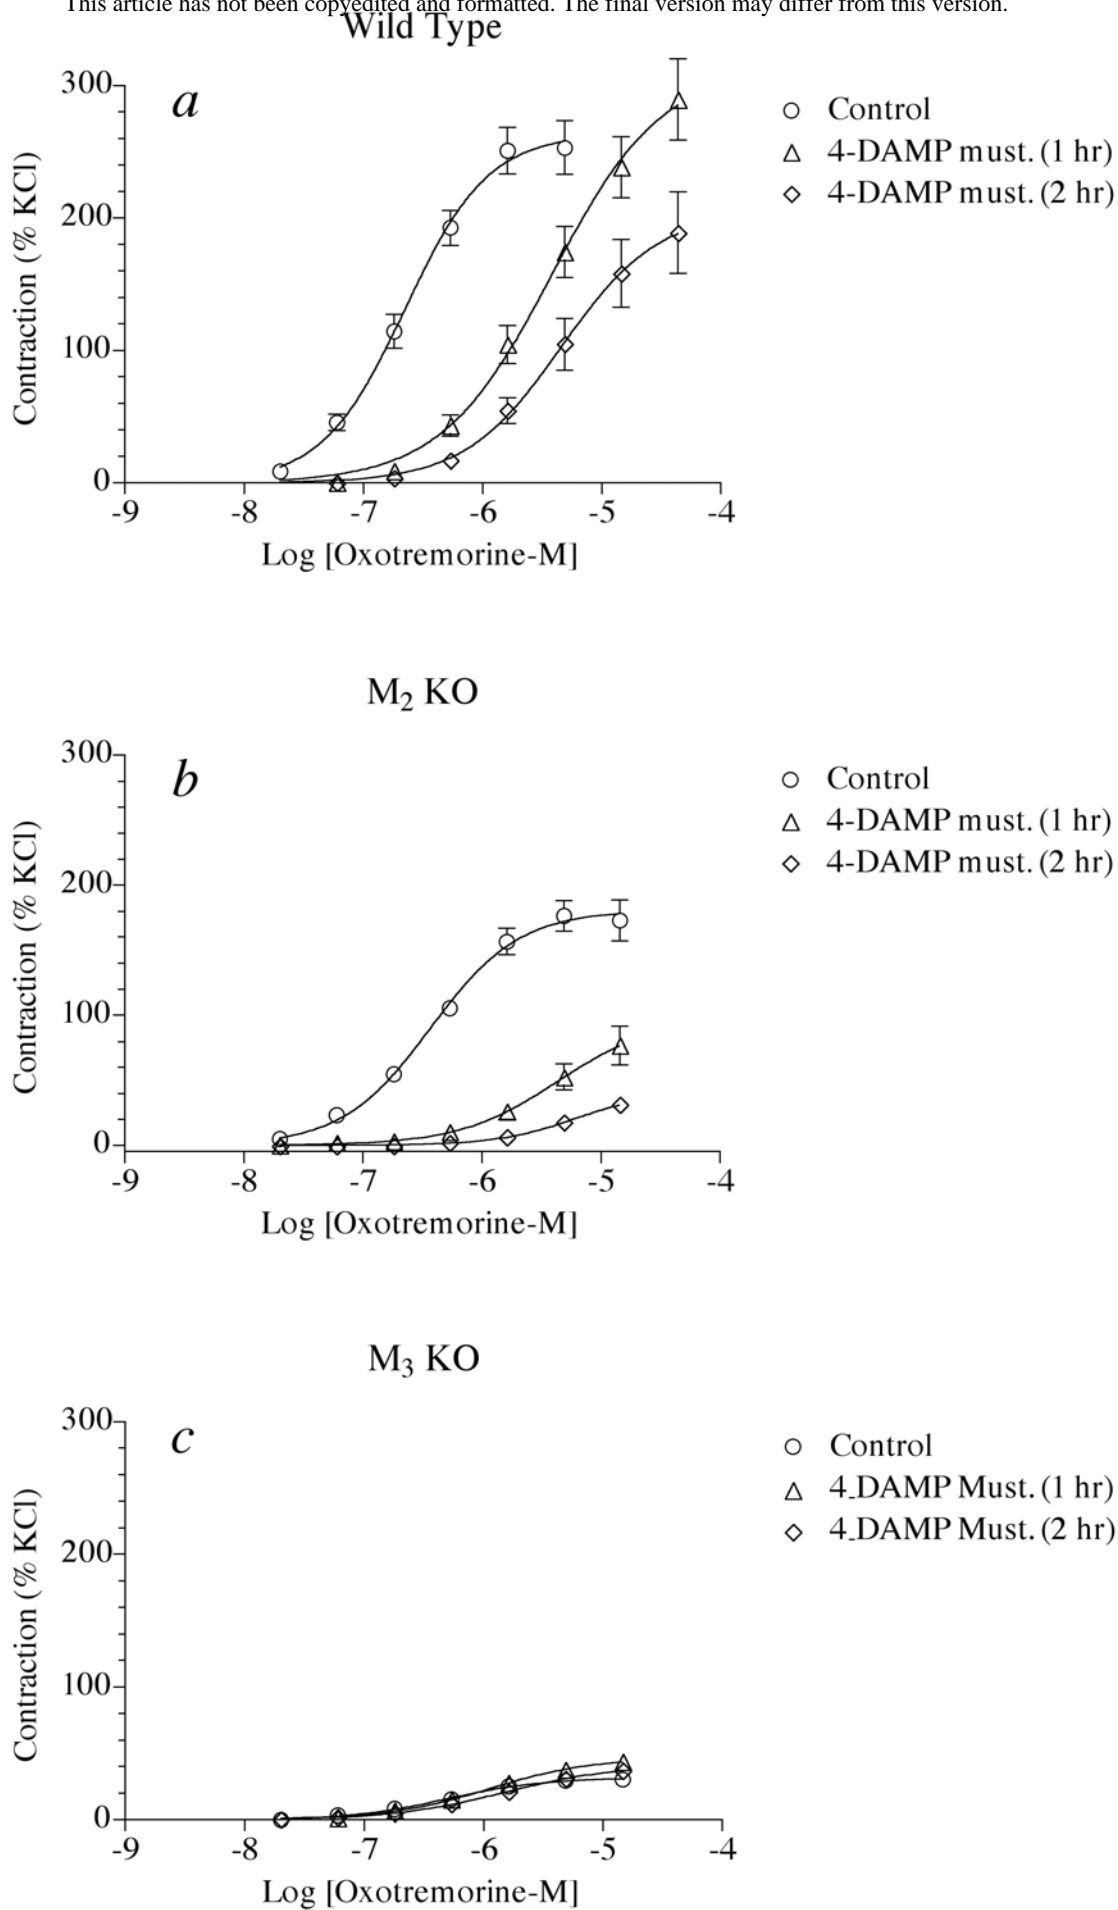 This article has not been copyedited and formatted. The final version may differ from this version.
Wild Type
a
300
200
100
0
Contraction (% KCl)
-9 -8 -7 -6 -5 -4
Log [Oxotremorine-M]
Control
4-DAMP must. (1 hr)
4-DAMP must. (2 hr)
M2 KO
b
300
200
100
0
Contraction (% KCl)
-9 -8 -7 -6 -5 -4
Log [Oxotremorine-M]
Control
4-DAMP must. (1 hr)
4-DAMP must. (2 hr)
M3 KO
c
300
200
100
0
Contraction (% KCl)
-9 -8 -7 -6 -5 -4
Log [Oxotremorine-M]
Control
4-DAMP Must. (1 hr)
4-DAMP Must. (2 hr)